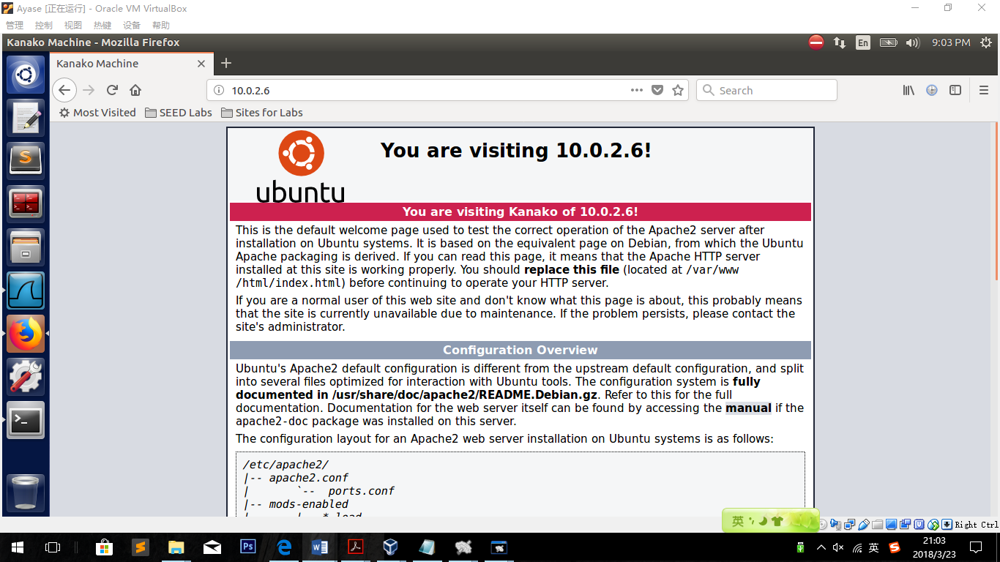 Ayase [正在运行] - Oracle VM VirtualBox
管理 控制 视图 热键 设备 帮助
Kanako Machine - Mozilla Firefox
En
9:03 PM
Kanako Machine
10.0.2.6
Search
Most Visited SEED Labs Sites for Labs
ubuntu
You are visiting 10.0.2.6!
You are visiting Kanako of 10.0.2.6!
This is the default welcome page used to test the correct operation of the Apache2 server after
installation on Ubuntu systems. It is based on the equivalent page on Debian, from which the Ubuntu
Apache packaging is derived. If you can read this page, it means that the Apache HTTP server
installed at this site is working properly. You should replace this file (located at /var/www
/html/index.html) before continuing to operate your HTTP server.
If you are a normal user of this web site and don't know what this page is about, this probably means
that the site is currently unavailable due to maintenance. If the problem persists, please contact the
site's administrator.
Configuration Overview
Ubuntu's Apache2 default configuration is different from the upstream default configuration, and split
into several files optimized for interaction with Ubuntu tools. The configuration system is fully
documented in /usr/share/doc/apache2/README.Debian.gz. Refer to this for the full
documentation. Documentation for the web server itself can be found by accessing the manual if the
apache2-doc package was installed on this server.
The configuration layout for an Apache2 web server installation on Ubuntu systems is as follows:
/etc/apache2/
|-- apache2.conf
| `-- ports.conf
|-- mods-enabled
| |-- *.load
英
Right Ctrl
Ps
英
21:03
2018/3/23